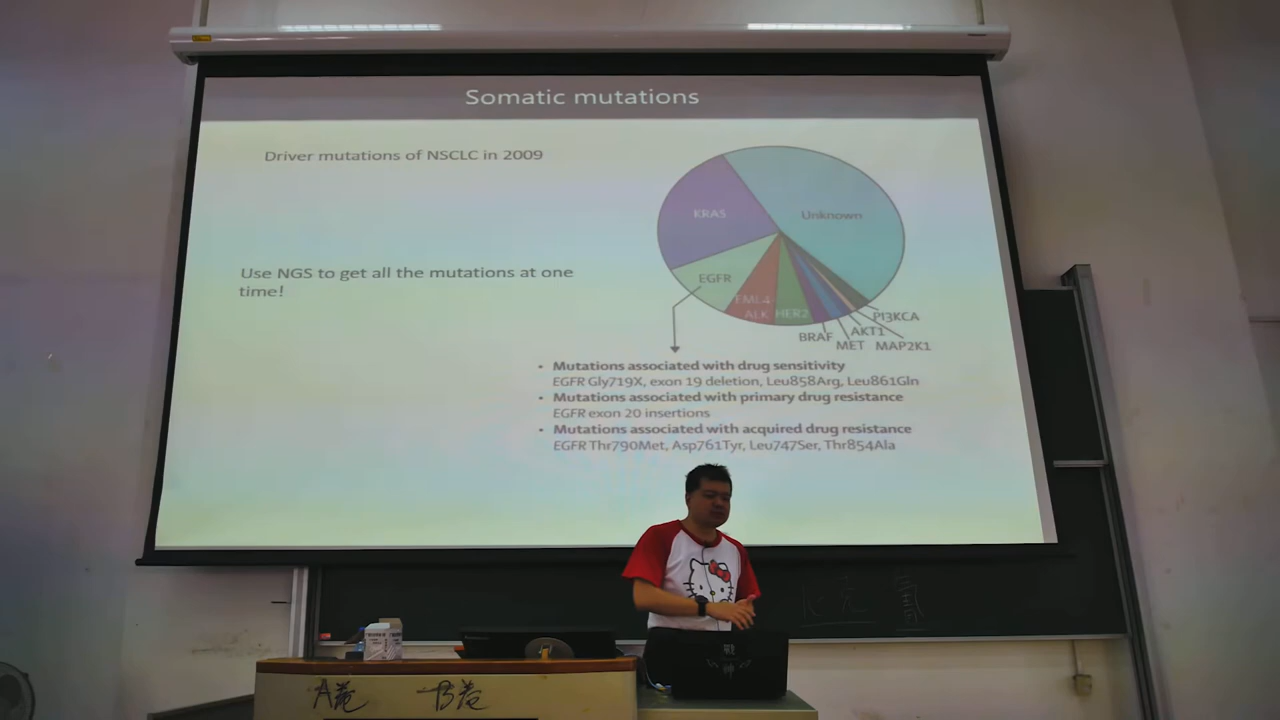 Somatic mutations
Driver mutations of NSCLC in 2009
Use NGS to get all the mutations at one
time!
KRAS
Unknown
EGFR
EML4
ALK
HER2
BRAF
MET
AKT1
MAP2K1
PI3KCA
• Mutations associated with drug sensitivity
EGFR Gly719X, exon 19 deletion, Leu858Arg, Leu861Gln
• Mutations associated with primary drug resistance
EGFR exon 20 insertions
• Mutations associated with acquired drug resistance
EGFR Thr790Met, Asp761Tyr, Leu747Ser, Thr854Ala
戰
神
A卷 B卷